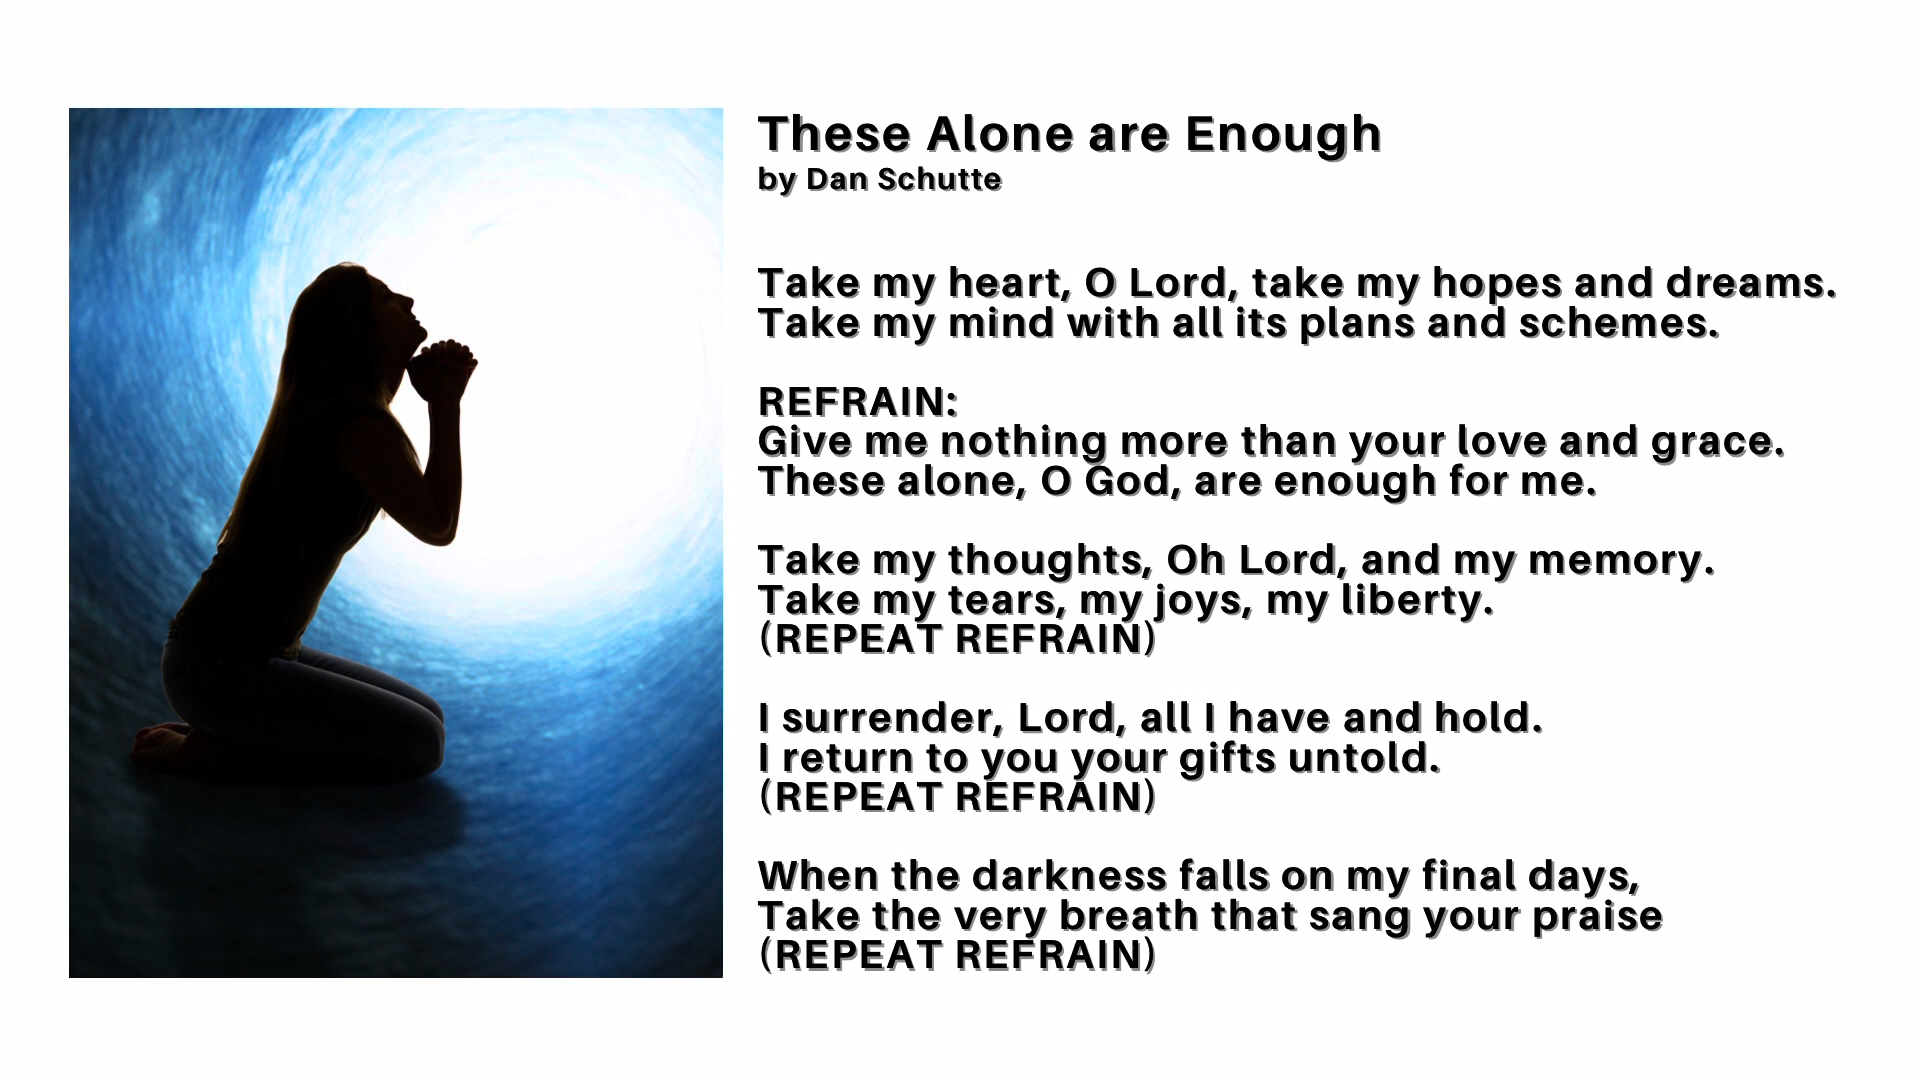 These Alone are Enough
by Dan Schutte
Take my heart, O Lord, take my hopes and dreams.
Take my mind with all its plans and schemes.
REFRAIN:
Give me nothing more than your love and grace.
These alone, O God, are enough for me.
Take my thoughts, Oh Lord, and my memory.
Take my tears, my joys, my liberty.
(REPEAT REFRAIN)
I surrender, Lord, all I have and hold.
I return to you your gifts untold.
(REPEAT REFRAIN)
When the darkness falls on my final days,
Take the very breath that sang your praise
(REPEAT REFRAIN)